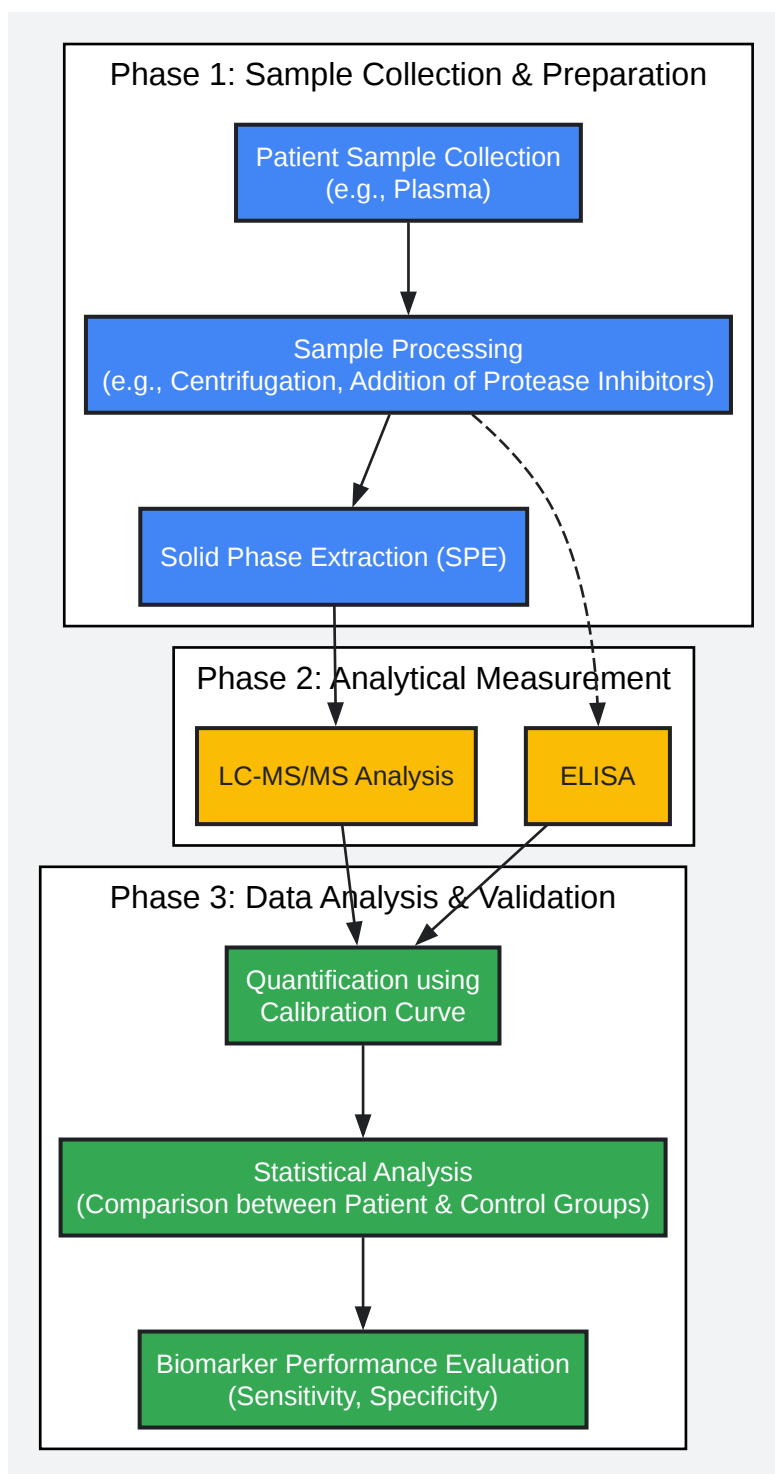 Phase 1: Sample Collection & Preparation
Patient Sample Collection
(e.g., Plasma)
Sample Processing
(e.g., Centrifugation, Addition of Protease Inhibitors)
Solid Phase Extraction (SPE)
Phase 2: Analytical Measurement
LC-MS/MS Analysis
ELISA
Phase 3: Data Analysis & Validation
Quantification using
Calibration Curve
Statistical Analysis
(Comparison between Patient & Control Groups)
Biomarker Performance Evaluation
(Sensitivity, Specificity)